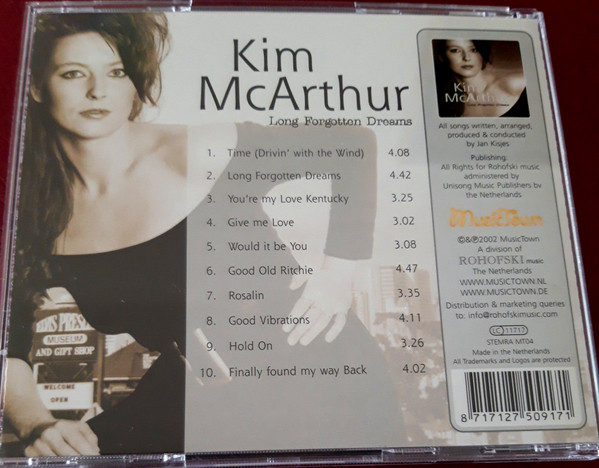 Kim
McArthur
Long Forgotten Dreams
1. Time (Drivin' with the Wind) 4.08
2. Long Forgotten Dreams 4.42
3. You're my Love Kentucky 3.25
4. Give me Love 3.02
5. Would it be You 3.08
6. Good Old Ritchie 4.47
7. Rosalin 3.35
8. Good Vibrations 4.11
9. Hold On 3.26
10. Finally found my way Back 4.02
MUSEUM
AND GIFT SHOP
WELCOME
OPEN
Kim
McArthur
Long Forgotten Dreams
All songs written, arranged,
produced & conducted
by Jan Kisjes
Publishing:
All Rights for Rohofski music
administered by
Unisong Music Publishers bv
the Netherlands
MusicTown
©&℗2002 MusicTown
A division of
ROHOFSKI music
The Netherlands
WWW.MUSICTOWN.NL
WWW.MUSICTOWN.DE
Distribution & marketing queries
to: info@rohofskimusic.com
LC 11717
STEMRA MT04
Made in the Netherlands
All Trademarks and Logos are protected
8 717127 509171